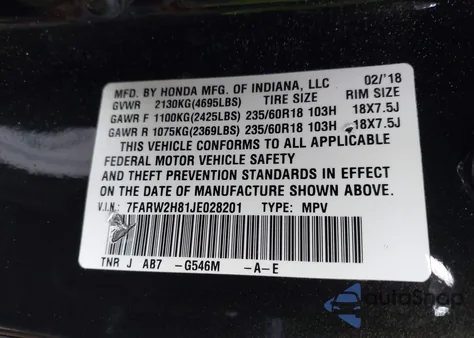 MFD. BY HONDA MFG. OF INDIANA, LLC 02/'18
GVWR 2130KG(4695LBS) TIRE SIZE RIM SIZE
GAWR F 1100KG(2425LBS) 235/60R18 103H 18X7.5J
GAWR R 1075KG(2369LBS) 235/60R18 103H 18X7.5J
THIS VEHICLE CONFORMS TO ALL APPLICABLE
FEDERAL MOTOR VEHICLE SAFETY
AND THEFT PREVENTION STANDARDS IN EFFECT
ON THE DATE OF MANUFACTURE SHOWN ABOVE.
V.I.N.: 7FARW2H81JE028201 TYPE: MPV
TNR J AB7 -G546M -A-E
autoSnap